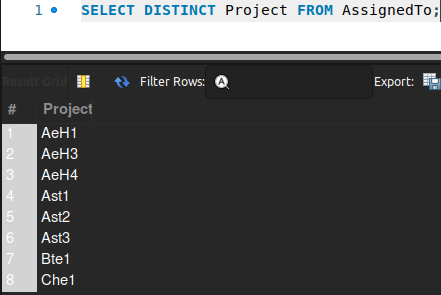 1 SELECT DISTINCT Project FROM AssignedTo;
Result Grid Filter Rows: A Export:
# Project
1 AeH1
2 AeH3
3 AeH4
4 Ast1
5 Ast2
6 Ast3
7 Bte1
8 Che1